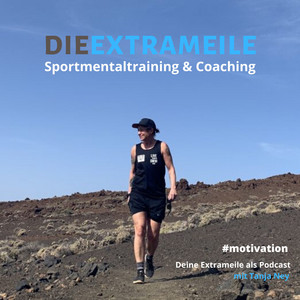 DIEEXTRAMEILE
Sportmentaltraining & Coaching
#motivation
Deine Extrameile als Podcast
mit Tanja Ney